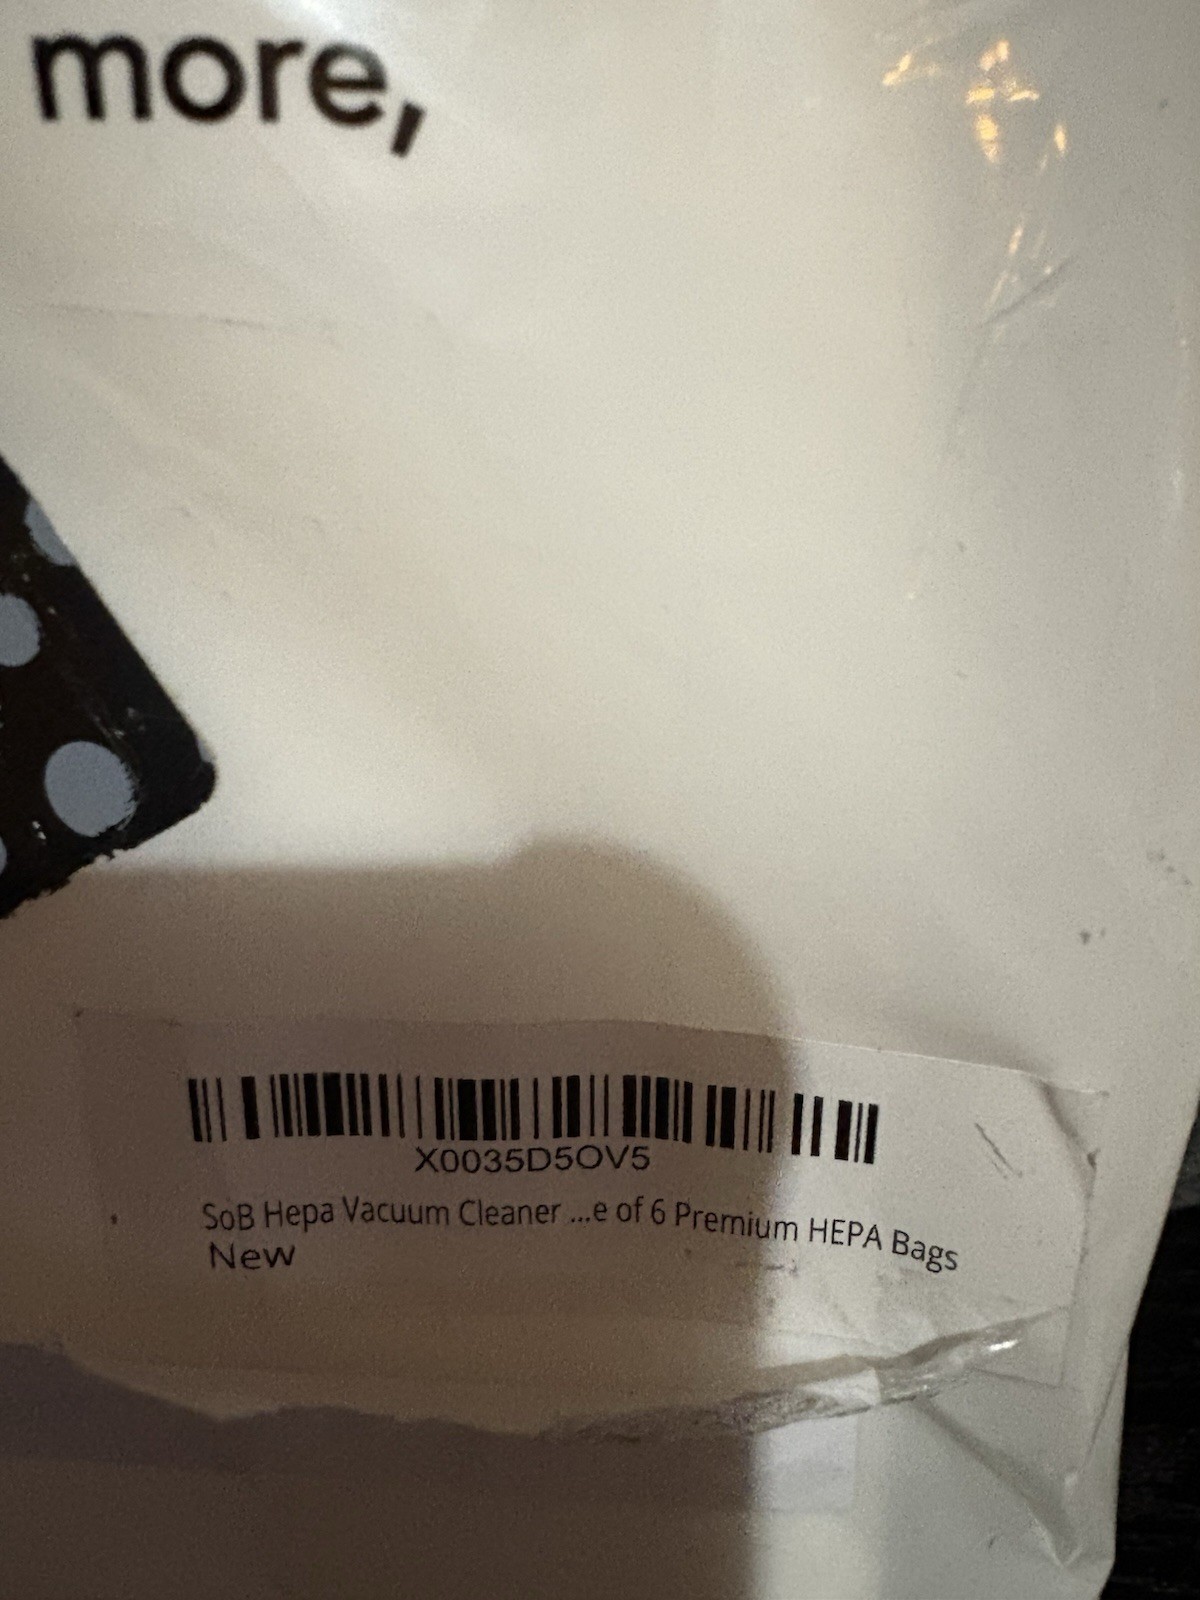 more,
X0035D5OV5
SoB Hepa Vacuum Cleaner ...e of 6 Premium HEPA Bags
New